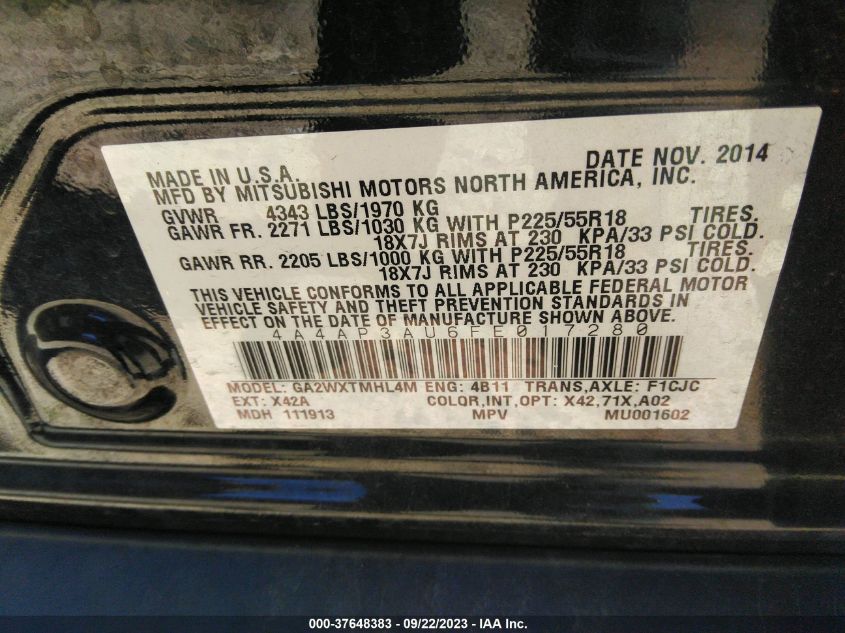 MADE IN U.S.A. DATE NOV. 2014
MFD BY MITSUBISHI MOTORS NORTH AMERICA, INC.
GVWR 4343 LBS/1970 KG
GAWR FR. 2271 LBS/1030 KG WITH P225/55R18 TIRES.
18X7J RIMS AT 230 KPA/33 PSI COLD.
GAWR RR. 2205 LBS/1000 KG WITH P225/55R18 TIRES.
18X7J RIMS AT 230 KPA/33 PSI COLD.
THIS VEHICLE CONFORMS TO ALL APPLICABLE FEDERAL MOTOR
VEHICLE SAFETY AND THEFT PREVENTION STANDARDS IN
EFFECT ON THE DATE OF MANUFACTURE SHOWN ABOVE.
4A4AP3AU6FE017280
MODEL: GA2WXTMHL4M ENG: 4B11 TRANS,AXLE: F1CJC
EXT: X42A COLOR,INT,OPT: X42,71X,A02
MDH 111913 MPV MU001602
000-37648383 / 09/22/2023 / IAA Inc.